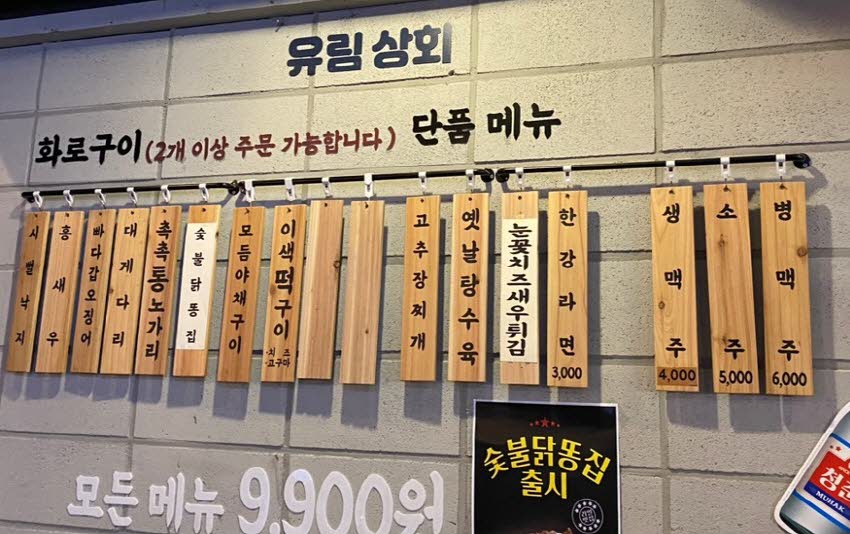 유림 상회
화로구이 (2개 이상 주문 가능합니다)
단품 메뉴
시뻘낙지
홍새우
빠다갑오징어
대게다리
촉촉통노가리
숯불닭똥집
모듬야채구이
이색떡구이
·치즈
·고구마
고추장찌개
옛날탕수육
눈꽃치즈새우튀김
한강라면
3,000
생맥주
4,000
소주
5,000
병맥주
6,000
모든 메뉴 9,900원
숯불닭똥집
출시
청춘
MUHAK